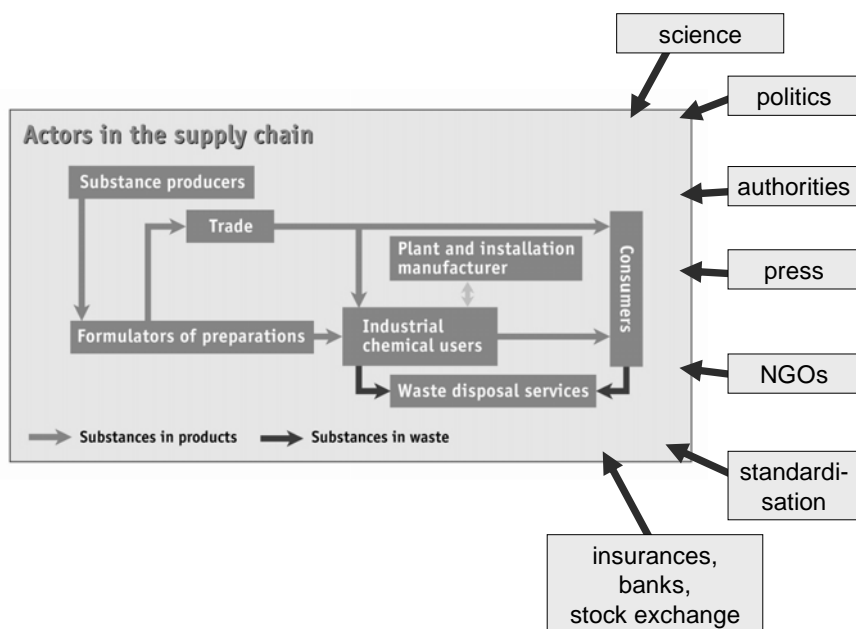 science
politics
Actors in the supply chain
Substance producers
authorities
Trade
Plant and installation
manufacturer
Consumers
press
Formulators of preparations
Industrial
chemical users
NGOs
Waste disposal services
Substances in products
Substances in waste
standardi-
sation
insurances,
banks,
stock exchange